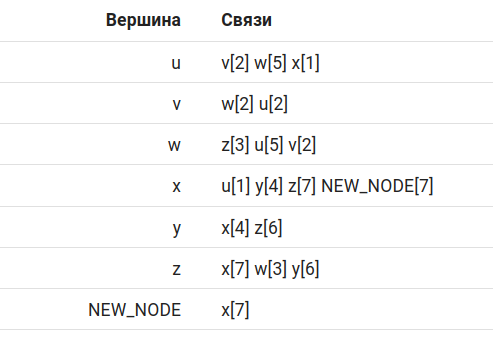 Вершина Связи
u v[2] w[5] x[1]
v w[2] u[2]
w z[3] u[5] v[2]
x u[1] y[4] z[7] NEW_NODE[7]
y x[4] z[6]
z x[7] w[3] y[6]
NEW_NODE x[7]